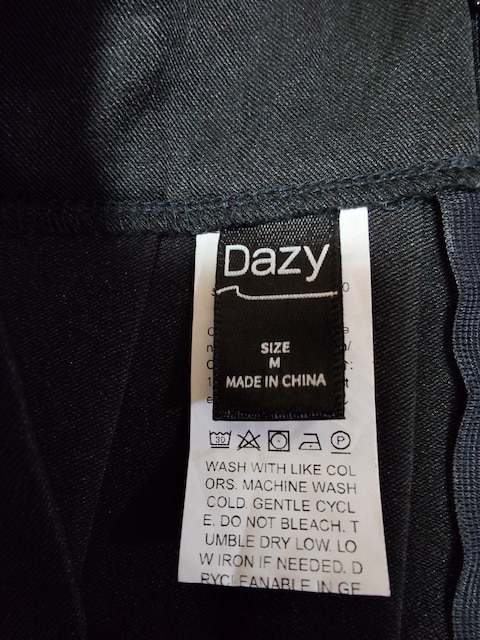 Dazy
SIZE
M
MADE IN CHINA
30
P
WASH WITH LIKE COL
ORS. MACHINE WASH
COLD. GENTLE CYCL
E. DO NOT BLEACH. T
UMBLE DRY LOW. LO
W IRON IF NEEDED. D
RYCLEANABLE IN GE